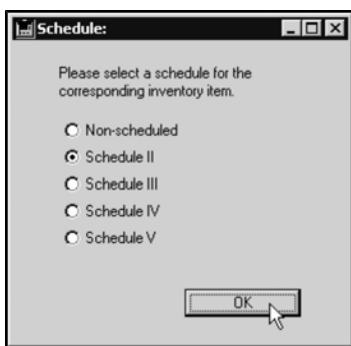 Schedule:
Please select a schedule for the
corresponding inventory item.
Non-scheduled
Schedule II
Schedule III
Schedule IV
Schedule V
OK